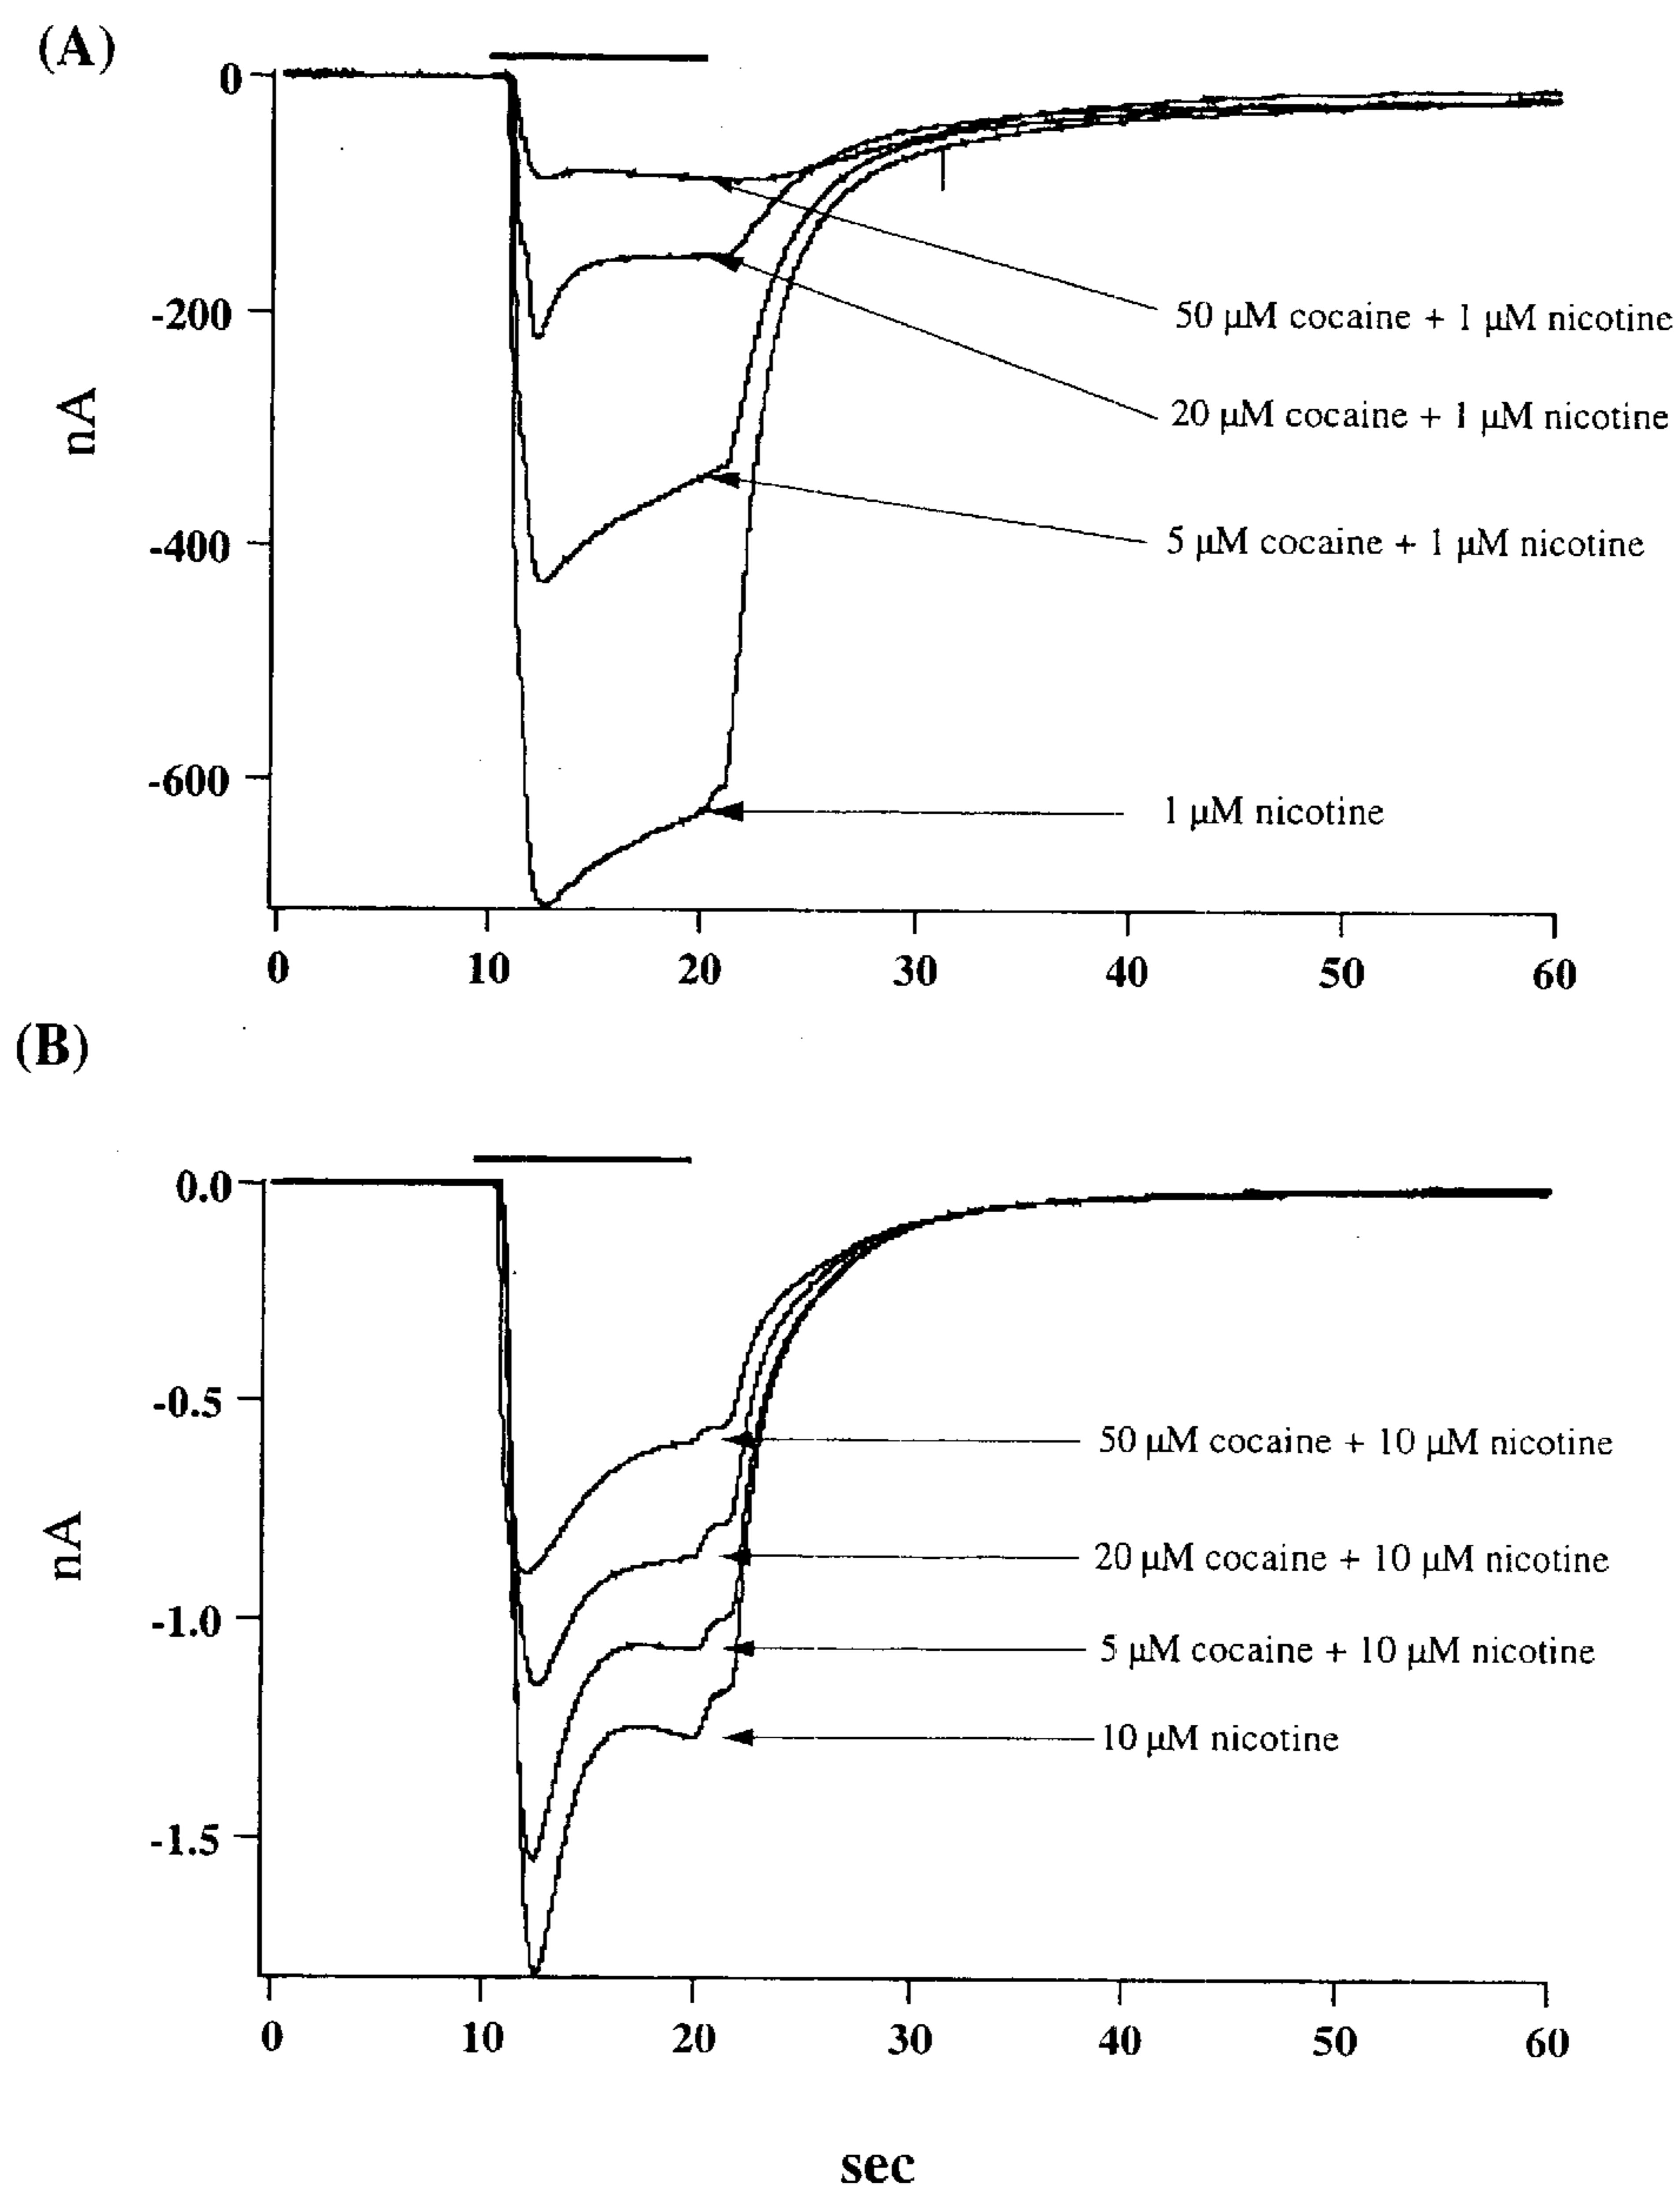 (A)
0
-200
-400
-600
nA
50 µM cocaine + 1 µM nicotine
20 µM cocaine + 1 µM nicotine
5 µM cocaine + 1 µM nicotine
1 µM nicotine
0 10 20 30 40 50 60
(B)
0.0
-0.5
-1.0
-1.5
nA
50 µM cocaine + 10 µM nicotine
20 µM cocaine + 10 µM nicotine
5 µM cocaine + 10 µM nicotine
10 µM nicotine
0 10 20 30 40 50 60
sec